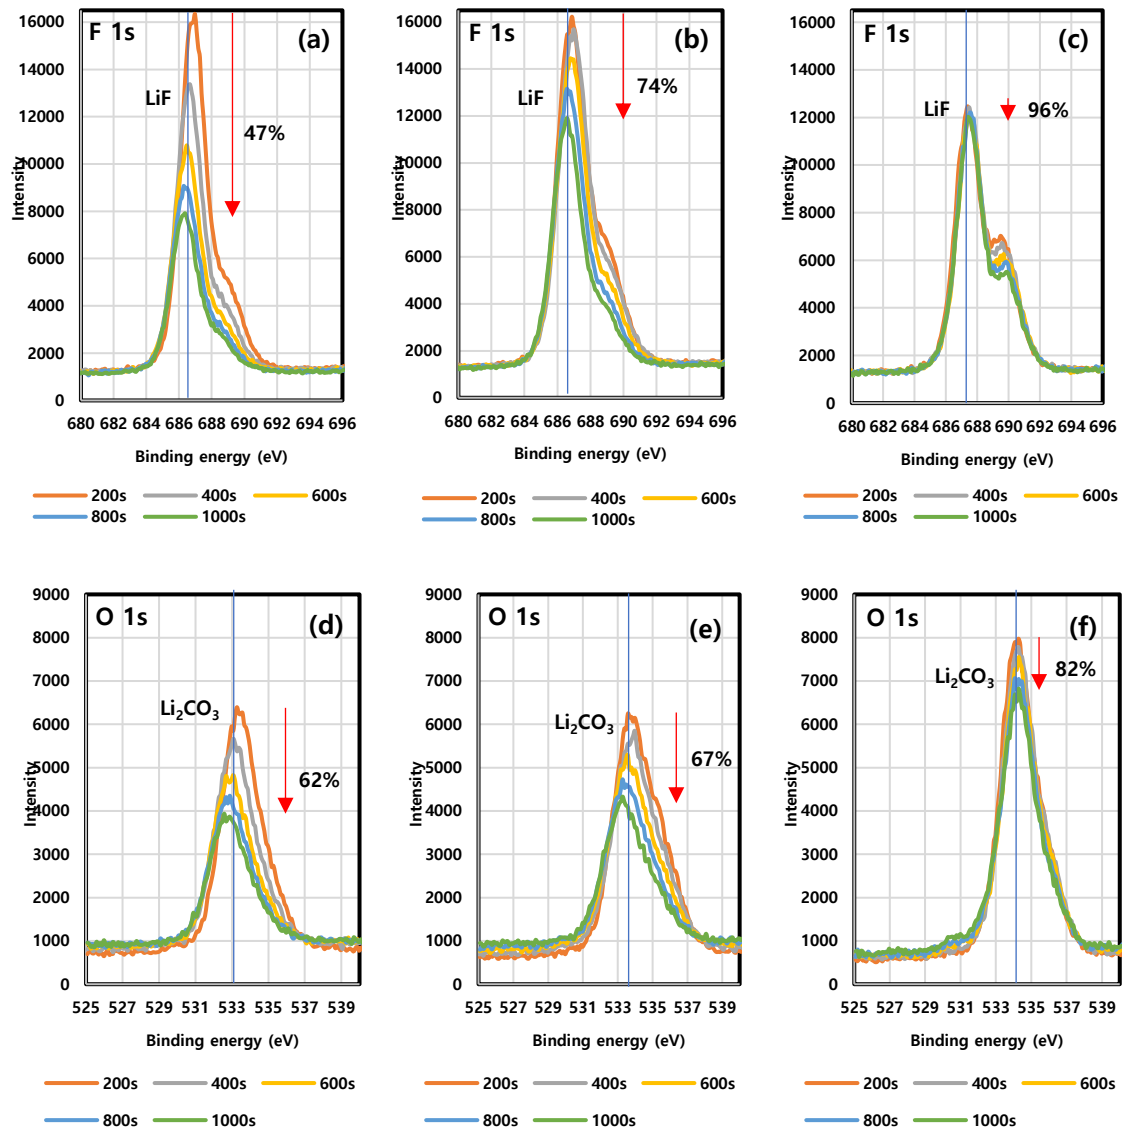 F 1s (a)
LiF
47%
Intensity
16000
14000
12000
10000
8000
6000
4000
2000
0
680 682 684 686 688 690 692 694 696
Binding energy (eV)
200s 400s 600s
800s 1000s
F 1s (b)
LiF
74%
Intensity
16000
14000
12000
10000
8000
6000
4000
2000
0
680 682 684 686 688 690 692 694 696
Binding energy (eV)
200s 400s 600s
800s 1000s
F 1s (c)
LiF
96%
Intensity
16000
14000
12000
10000
8000
6000
4000
2000
0
680 682 684 686 688 690 692 694 696
Binding energy (eV)
200s 400s 600s
800s 1000s
O 1s (d)
Li2CO3
62%
Intensity
9000
8000
7000
6000
5000
4000
3000
2000
1000
0
525 527 529 531 533 535 537 539
Binding energy (eV)
200s 400s 600s
800s 1000s
O 1s (e)
Li2CO3
67%
Intensity
9000
8000
7000
6000
5000
4000
3000
2000
1000
0
525 527 529 531 533 535 537 539
Binding energy (eV)
200s 400s 600s
800s 1000s
O 1s (f)
Li2CO3
82%
Intensity
9000
8000
7000
6000
5000
4000
3000
2000
1000
0
525 527 529 531 533 535 537 539
Binding energy (eV)
200s 400s 600s
800s 1000s